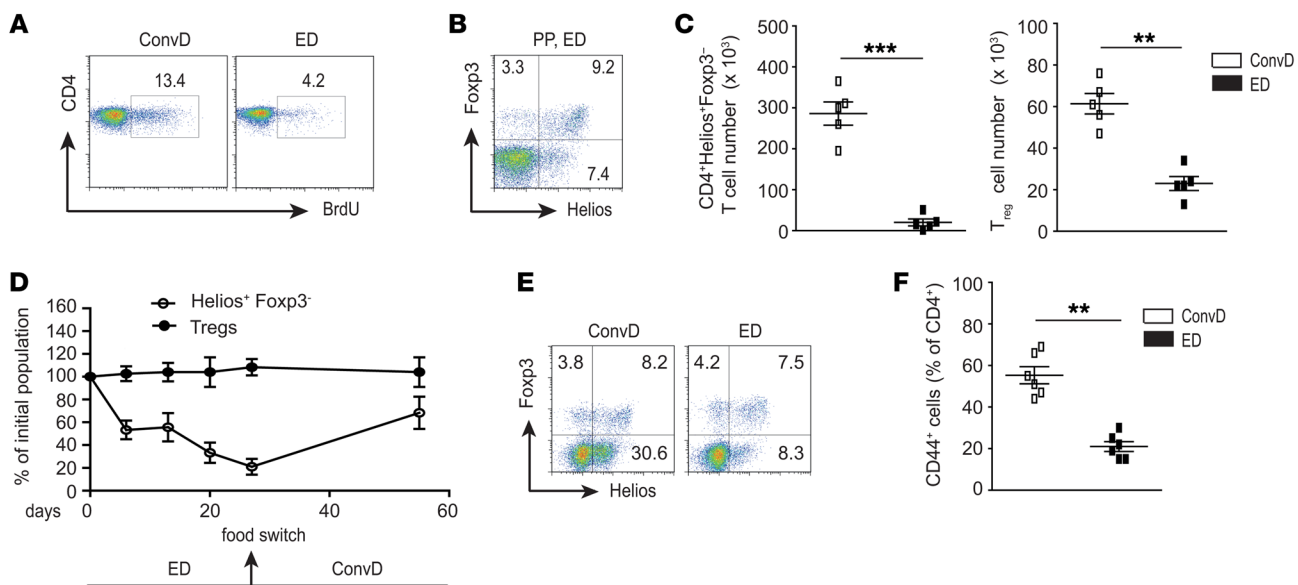 A
ConvD
ED
CD4
13.4
4.2
BrdU
B
PP, ED
Foxp3
3.3
9.2
7.4
Helios
C
CD4⁺Helios⁺Foxp3⁻
T cell number (x 10³)
500
400
300
200
100
0
***
Treg cell number (x 10³)
100
80
60
40
20
0
**
ConvD
ED
D
Helios⁺ Foxp3⁻
Tregs
% of initial population
160
140
120
100
80
60
40
20
0
days
0
20
40
60
food switch
ED
ConvD
E
ConvD
ED
Foxp3
3.8
8.2
30.6
4.2
7.5
8.3
Helios
F
CD44⁺ cells (% of CD4⁺)
100
80
60
40
20
0
**
ConvD
ED